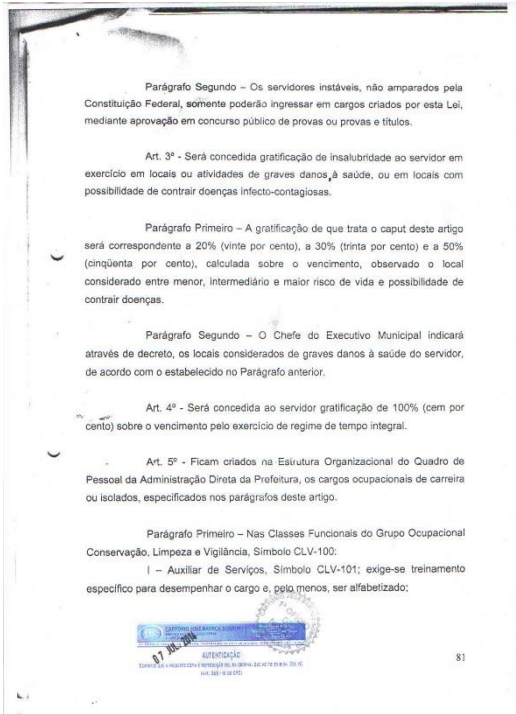 Parágrafo Segundo – Os servidores instáveis, não amparados pela
Constituição Federal, somente poderão ingressar em cargos criados por esta Lei,
mediante aprovação em concurso público de provas ou provas e títulos.
Art. 3º - Será concedida gratificação de insalubridade ao servidor em
exercício em locais ou atividades de graves danos à saúde, ou em locais com
possibilidade de contrair doenças infecto-contagiosas.
Parágrafo Primeiro – A gratificação de que trata o caput deste artigo
será correspondente a 20% (vinte por cento), a 30% (trinta por cento) e a 50%
(cinqüenta por cento), calculada sobre o vencimento, observado o local
considerado entre menor, intermediário e maior risco de vida e possibilidade de
contrair doenças.
Parágrafo Segundo – O Chefe do Executivo Municipal indicará
através de decreto, os locais considerados de graves danos à saúde do servidor,
de acordo com o estabelecido no Parágrafo anterior.
Art. 4º - Será concedida ao servidor gratificação de 100% (cem por
cento) sobre o vencimento pelo exercício de regime de tempo integral.
Art. 5º - Ficam criados na Estrutura Organizacional do Quadro de
Pessoal da Administração Direta da Prefeitura, os cargos ocupacionais de carreira
ou isolados, especificados nos parágrafos deste artigo.
Parágrafo Primeiro – Nas Classes Funcionais do Grupo Ocupacional
Conservação, Limpeza e Vigilância, Símbolo CLV-100:
I – Auxiliar de Serviços, Símbolo CLV-101; exige-se treinamento
específico para desempenhar o cargo e, pelo menos, ser alfabetizado;
CARTÓRIO JOSÉ
07 JUL. 2014
AUTENTICAÇÃO
81